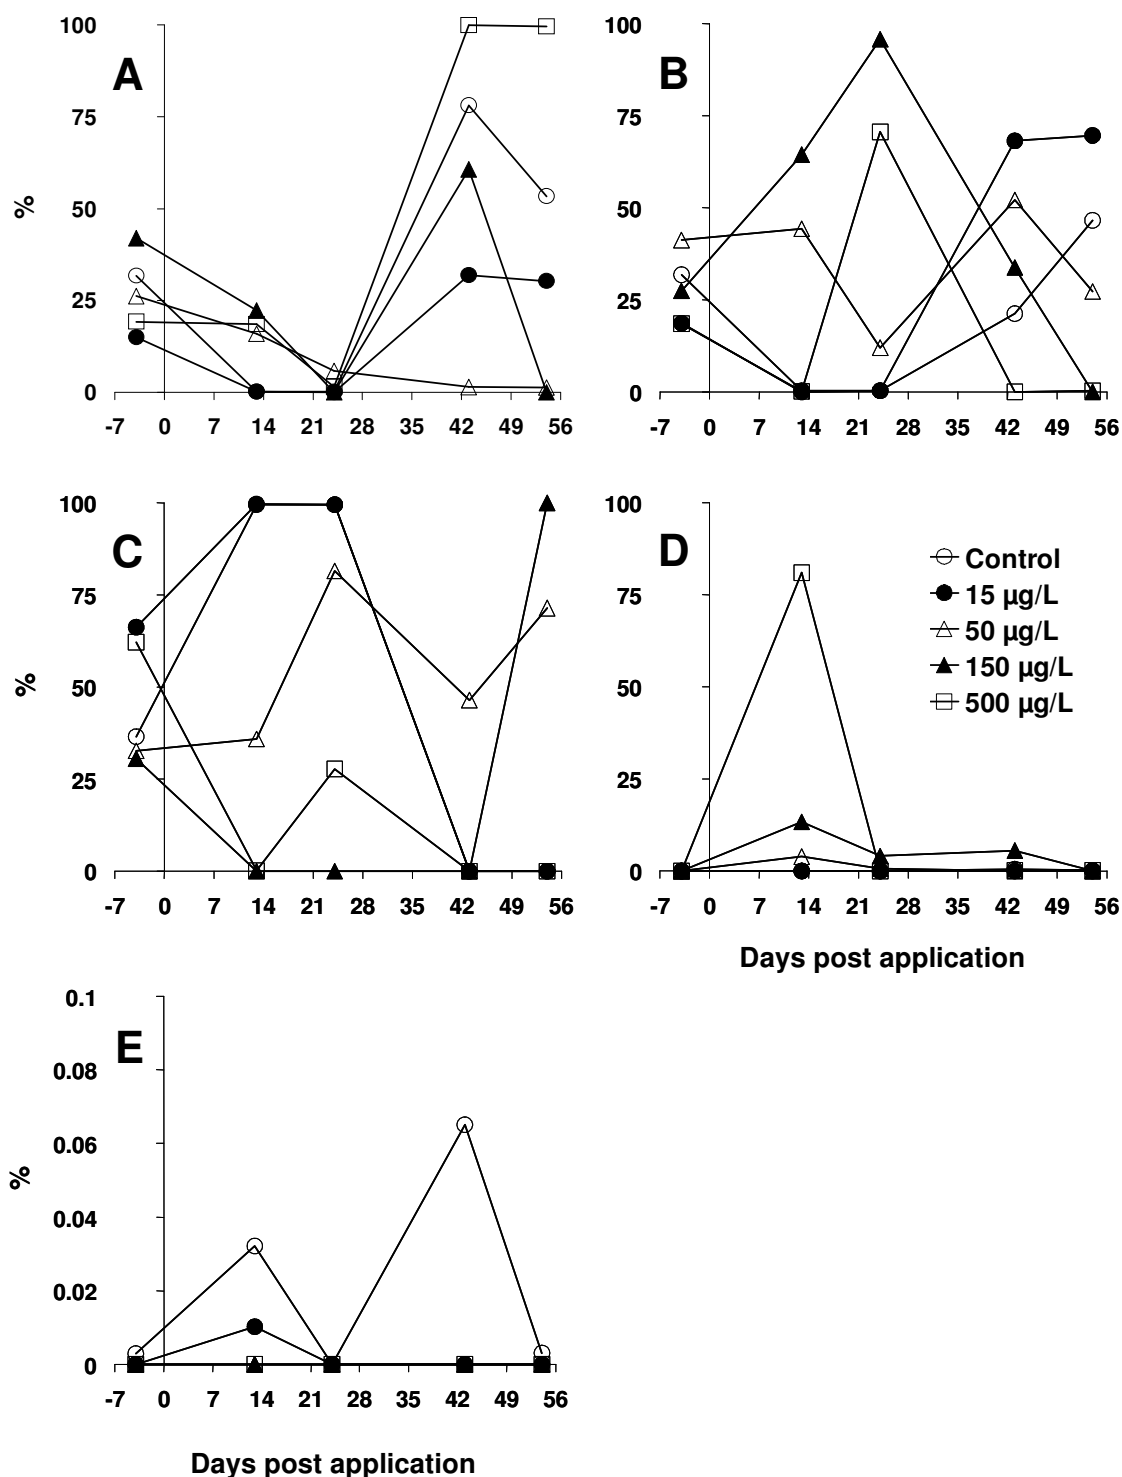 A
%
100
75
50
25
0
-7 0 7 14 21 28 35 42 49 56
B
100
75
50
25
0
-7 0 7 14 21 28 35 42 49 56
C
%
100
75
50
25
0
-7 0 7 14 21 28 35 42 49 56
D
100
75
50
25
0
-7 0 7 14 21 28 35 42 49 56
Control
15 µg/L
50 µg/L
150 µg/L
500 µg/L
Days post application
E
%
0.1
0.08
0.06
0.04
0.02
0
-7 0 7 14 21 28 35 42 49 56
Days post application